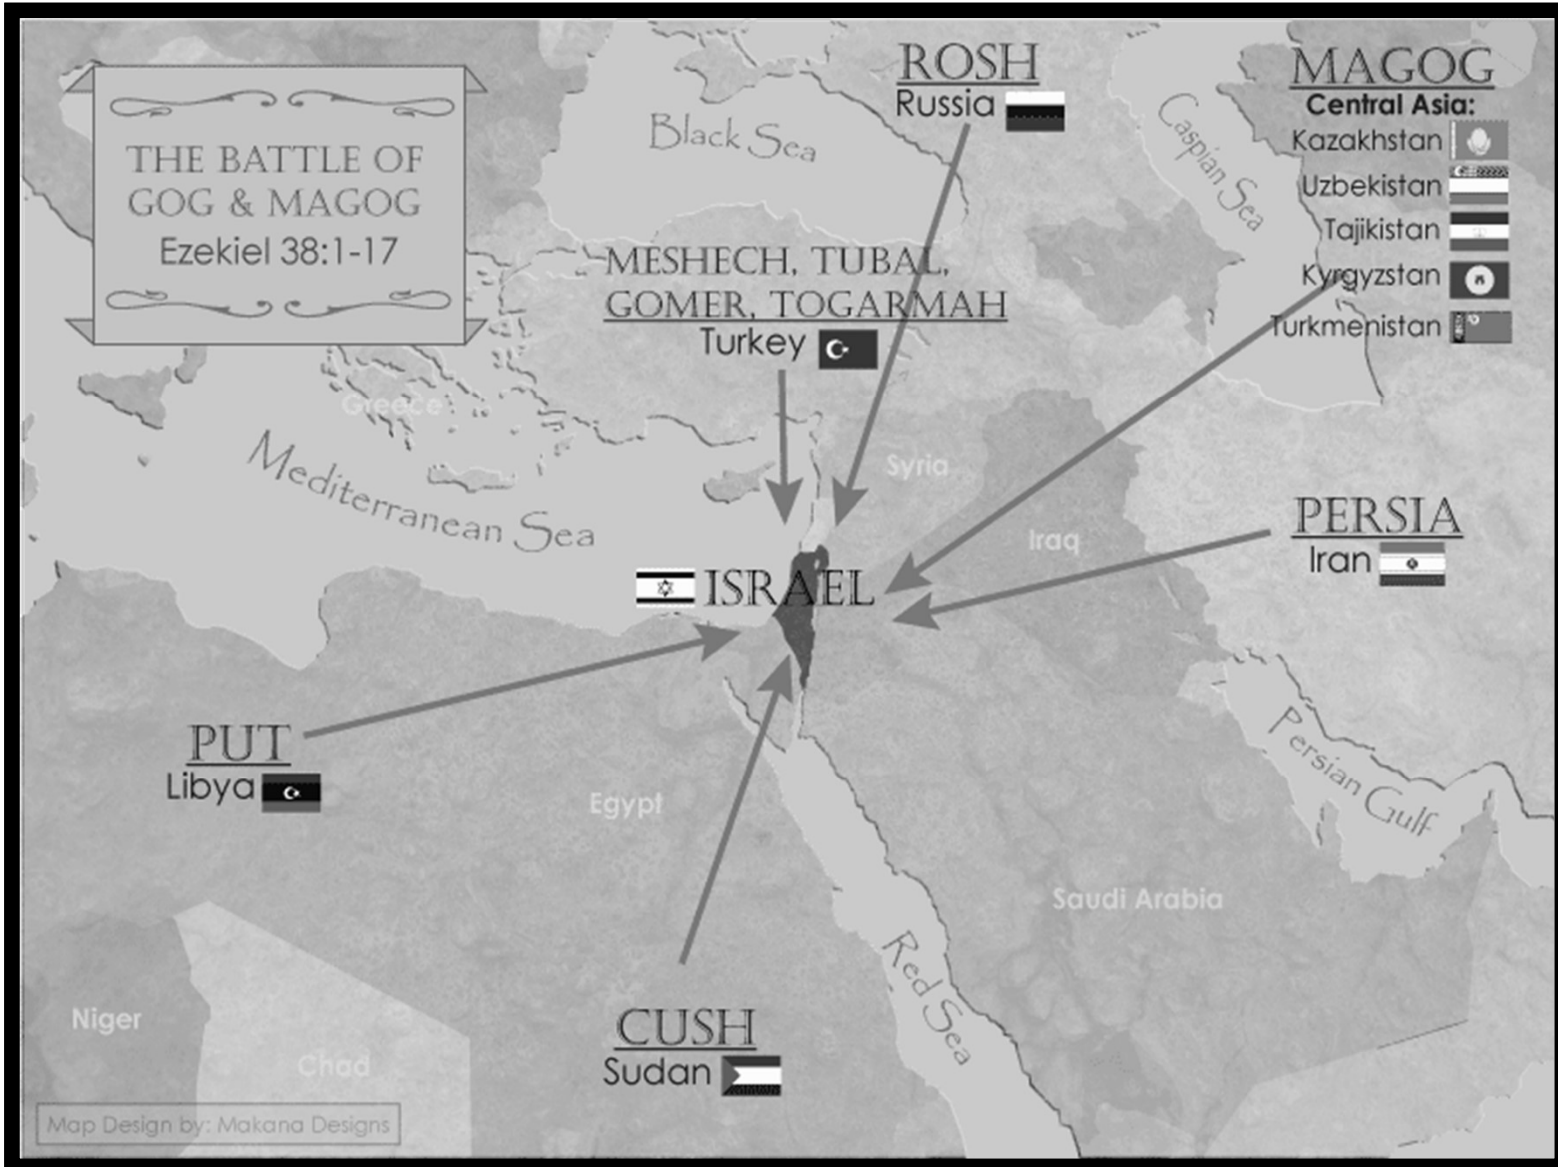 THE BATTLE OF
GOG & MAGOG
Ezekiel 38:1-17
ROSH
Russia
MAGOG
Central Asia:
Kazakhstan
Uzbekistan
Tajikistan
Kyrgyzstan
Turkmenistan
Black Sea
Caspian Sea
MESHECH, TUBAL,
GOMER, TOGARMAH
Turkey
Greece
Mediterranean Sea
Syria
Iraq
PERSIA
Iran
ISRAEL
PUT
Libya
Egypt
Persian Gulf
Saudi Arabia
Red Sea
CUSH
Sudan
Niger
Chad
Map Design by: Makana Designs